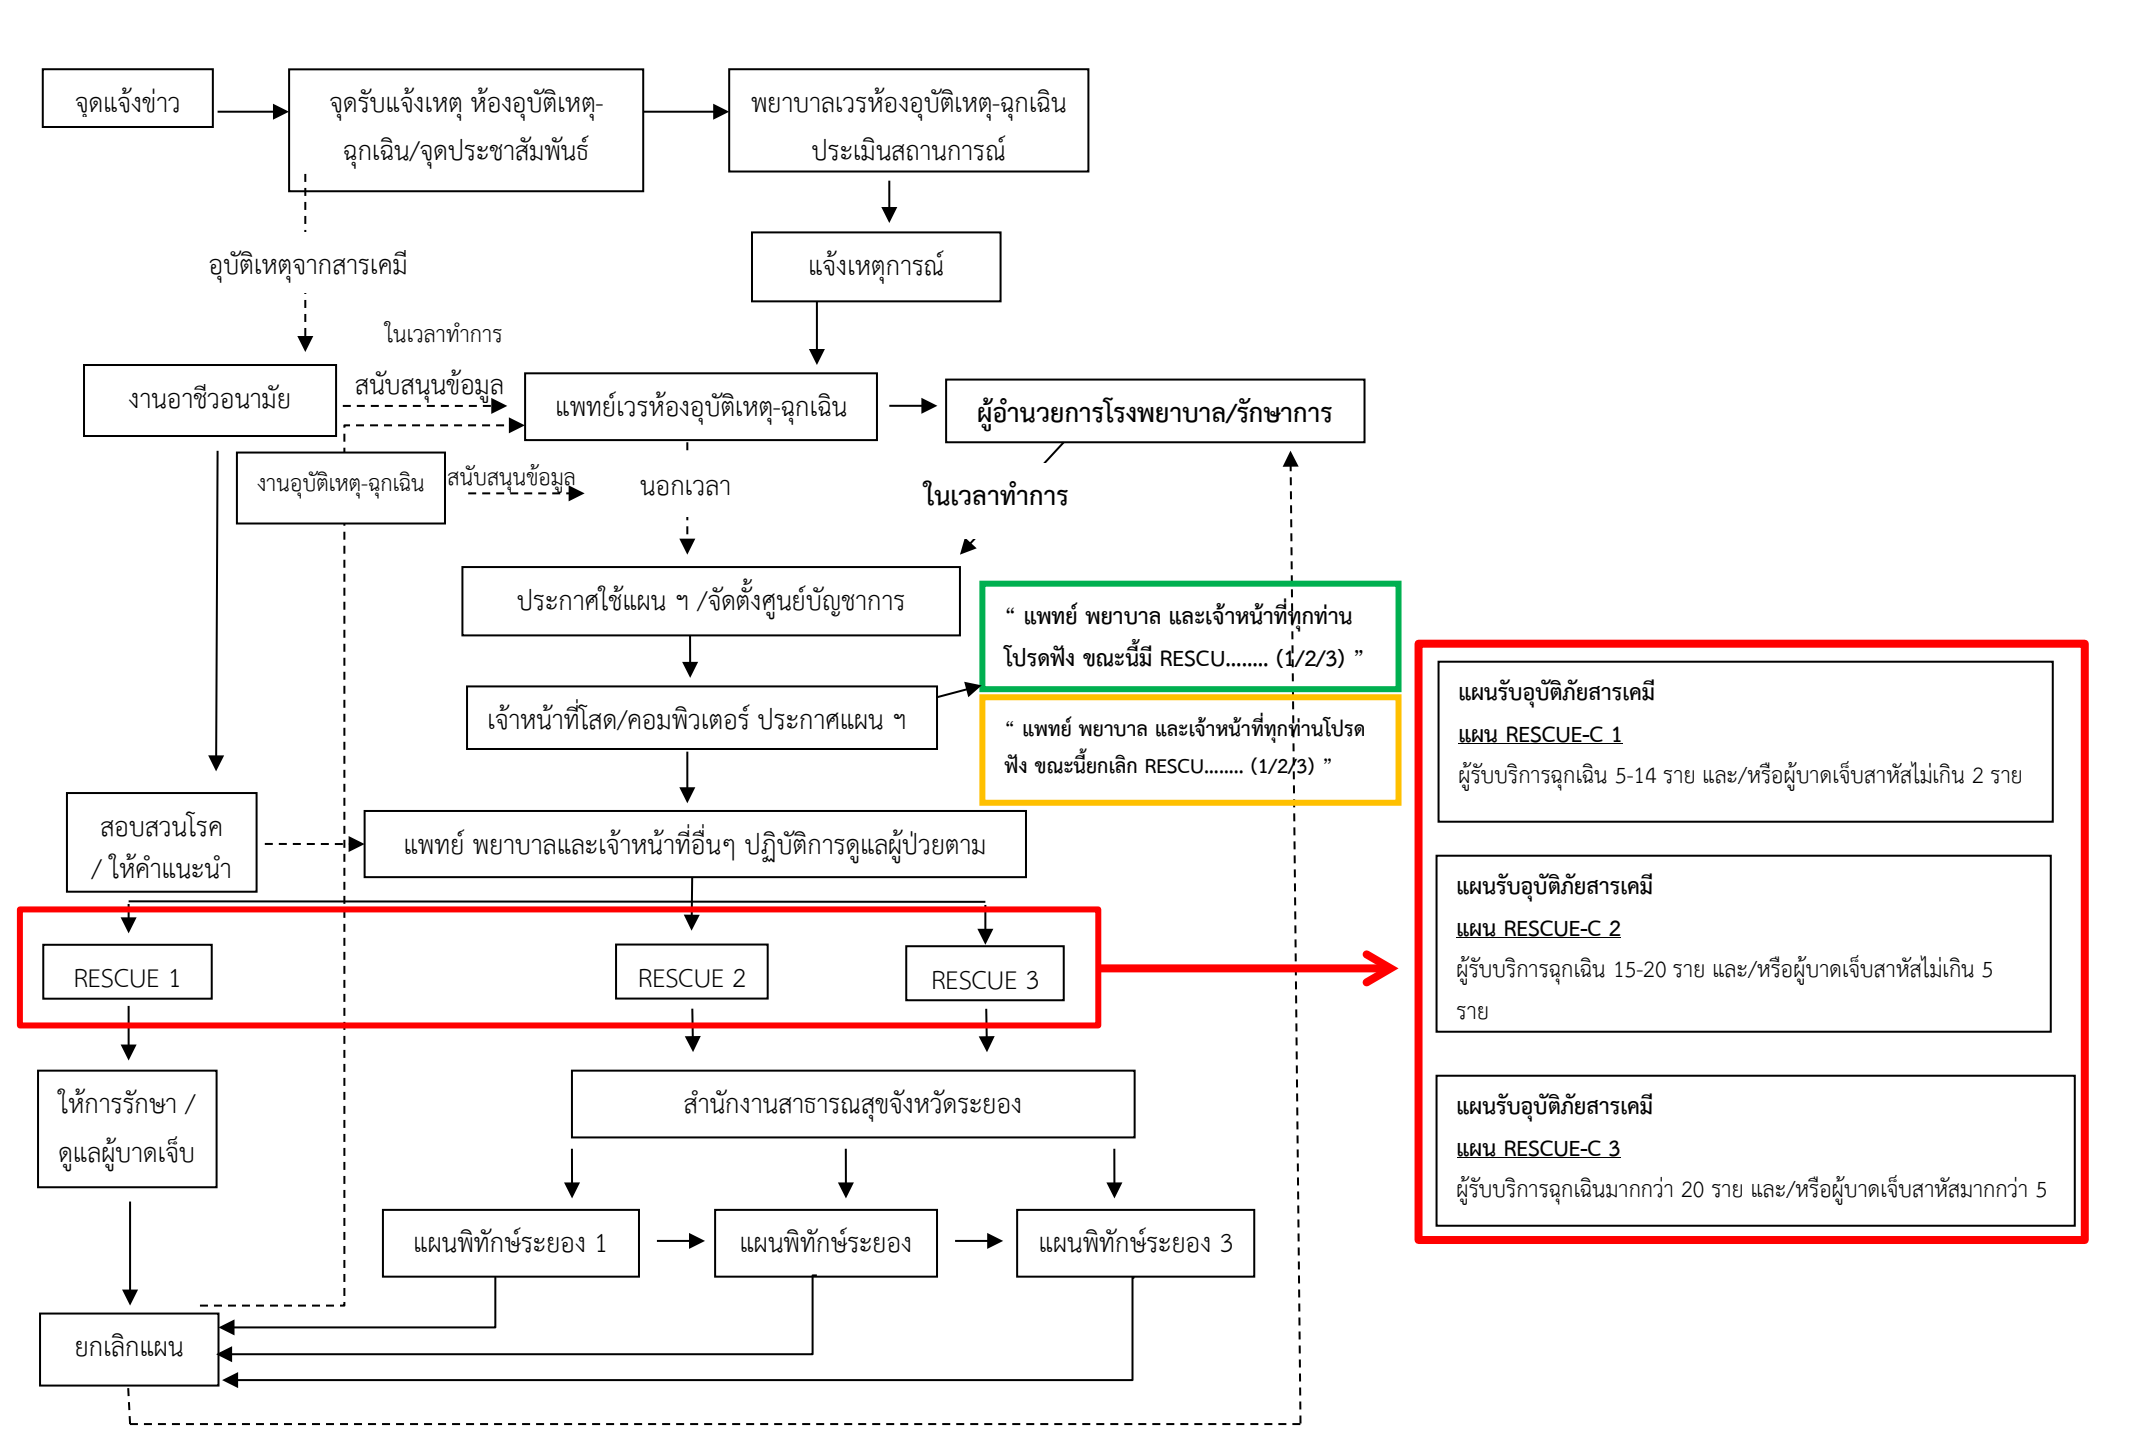 จุดแจ้งข่าว
จุดรับแจ้งเหตุ ห้องอุบัติเหตุ-
ฉุกเฉิน/จุดประชาสัมพันธ์
พยาบาลเวรห้องอุบัติเหตุ-ฉุกเฉิน
ประเมินสถานการณ์
อุบัติเหตุจากสารเคมี
แจ้งเหตุการณ์
ในเวลาทำการ
สนับสนุนข้อมูล
งานอาชีวอนามัย
แพทย์เวรห้องอุบัติเหตุ-ฉุกเฉิน
ผู้อำนวยการโรงพยาบาล/รักษาการ
งานอุบัติเหตุ-ฉุกเฉิน
สนับสนุนข้อมูล
นอกเวลา
ในเวลาทำการ
ประกาศใช้แผน ฯ /จัดตั้งศูนย์บัญชาการ
“ แพทย์ พยาบาล และเจ้าหน้าที่ทุกท่าน
โปรดฟัง ขณะนี้มี RESCU........ (1/2/3) ”
เจ้าหน้าที่โสด/คอมพิวเตอร์ ประกาศแผน ฯ
“ แพทย์ พยาบาล และเจ้าหน้าที่ทุกท่านโปรด
ฟัง ขณะนี้ยกเลิก RESCU........ (1/2/3) ”
สอบสวนโรค
/ ให้คำแนะนำ
แพทย์ พยาบาลและเจ้าหน้าที่อื่นๆ ปฏิบัติการดูแลผู้ป่วยตาม
RESCUE 1
RESCUE 2
RESCUE 3
แผนรับอุบัติภัยสารเคมี
แผน RESCUE-C 1
ผู้รับบริการฉุกเฉิน 5-14 ราย และ/หรือผู้บาดเจ็บสาหัสไม่เกิน 2 ราย
แผนรับอุบัติภัยสารเคมี
แผน RESCUE-C 2
ผู้รับบริการฉุกเฉิน 15-20 ราย และ/หรือผู้บาดเจ็บสาหัสไม่เกิน 5
ราย
แผนรับอุบัติภัยสารเคมี
แผน RESCUE-C 3
ผู้รับบริการฉุกเฉินมากกว่า 20 ราย และ/หรือผู้บาดเจ็บสาหัสมากกว่า 5
ให้การรักษา /
ดูแลผู้บาดเจ็บ
สำนักงานสาธารณสุขจังหวัดระยอง
แผนพิทักษ์ระยอง 1
แผนพิทักษ์ระยอง
แผนพิทักษ์ระยอง 3
ยกเลิกแผน